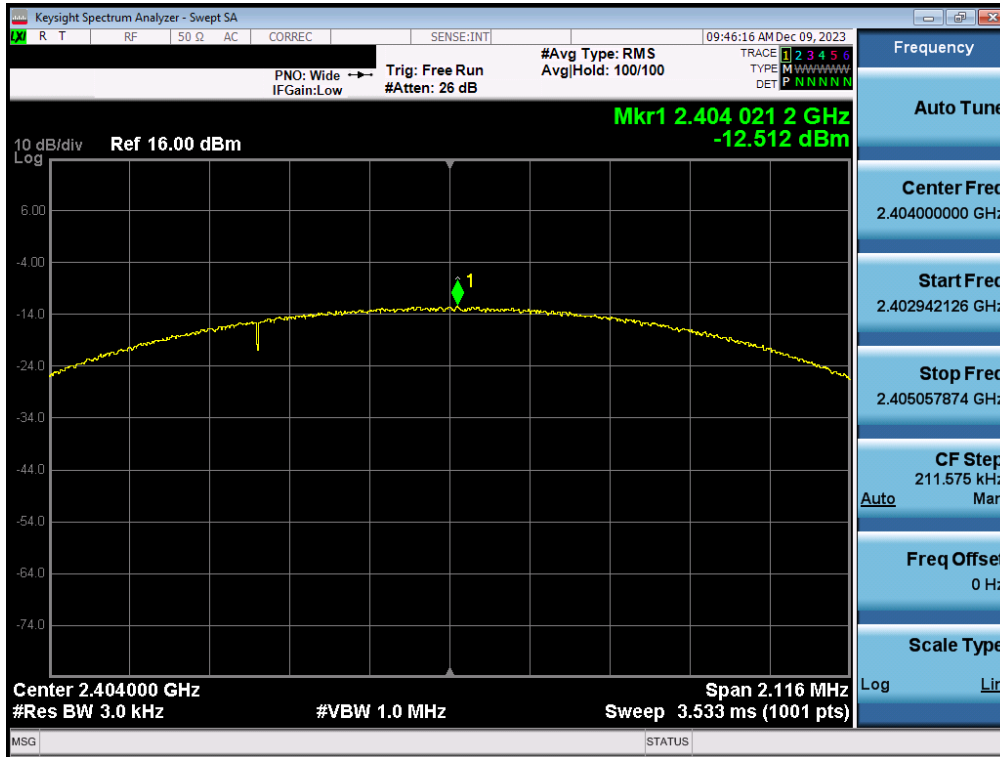 Keysight Spectrum Analyzer - Swept SA
LXI R T RF 50 Ω AC CORREC SENSE:INT 09:46:16 AM Dec 09, 2023
PNO: Wide
IFGain:Low
Trig: Free Run
#Atten: 26 dB
#Avg Type: RMS
Avg|Hold: 100/100
TRACE 1 2 3 4 5 6
TYPE M WWWWW
DET P N N N N N
Mkr1 2.404 021 2 GHz
-12.512 dBm
10 dB/div
Log
Ref 16.00 dBm
6.00
-4.00
1
-14.0
-24.0
-34.0
-44.0
-54.0
-64.0
-74.0
Center 2.404000 GHz
Span 2.116 MHz
#Res BW 3.0 kHz
#VBW 1.0 MHz
Sweep 3.533 ms (1001 pts)
MSG
STATUS
Frequency
Auto Tune
Center Freq
2.404000000 GHz
Start Freq
2.402942126 GHz
Stop Freq
2.405057874 GHz
CF Step
211.575 kHz
Auto Man
Freq Offset
0 Hz
Scale Type
Log Lin